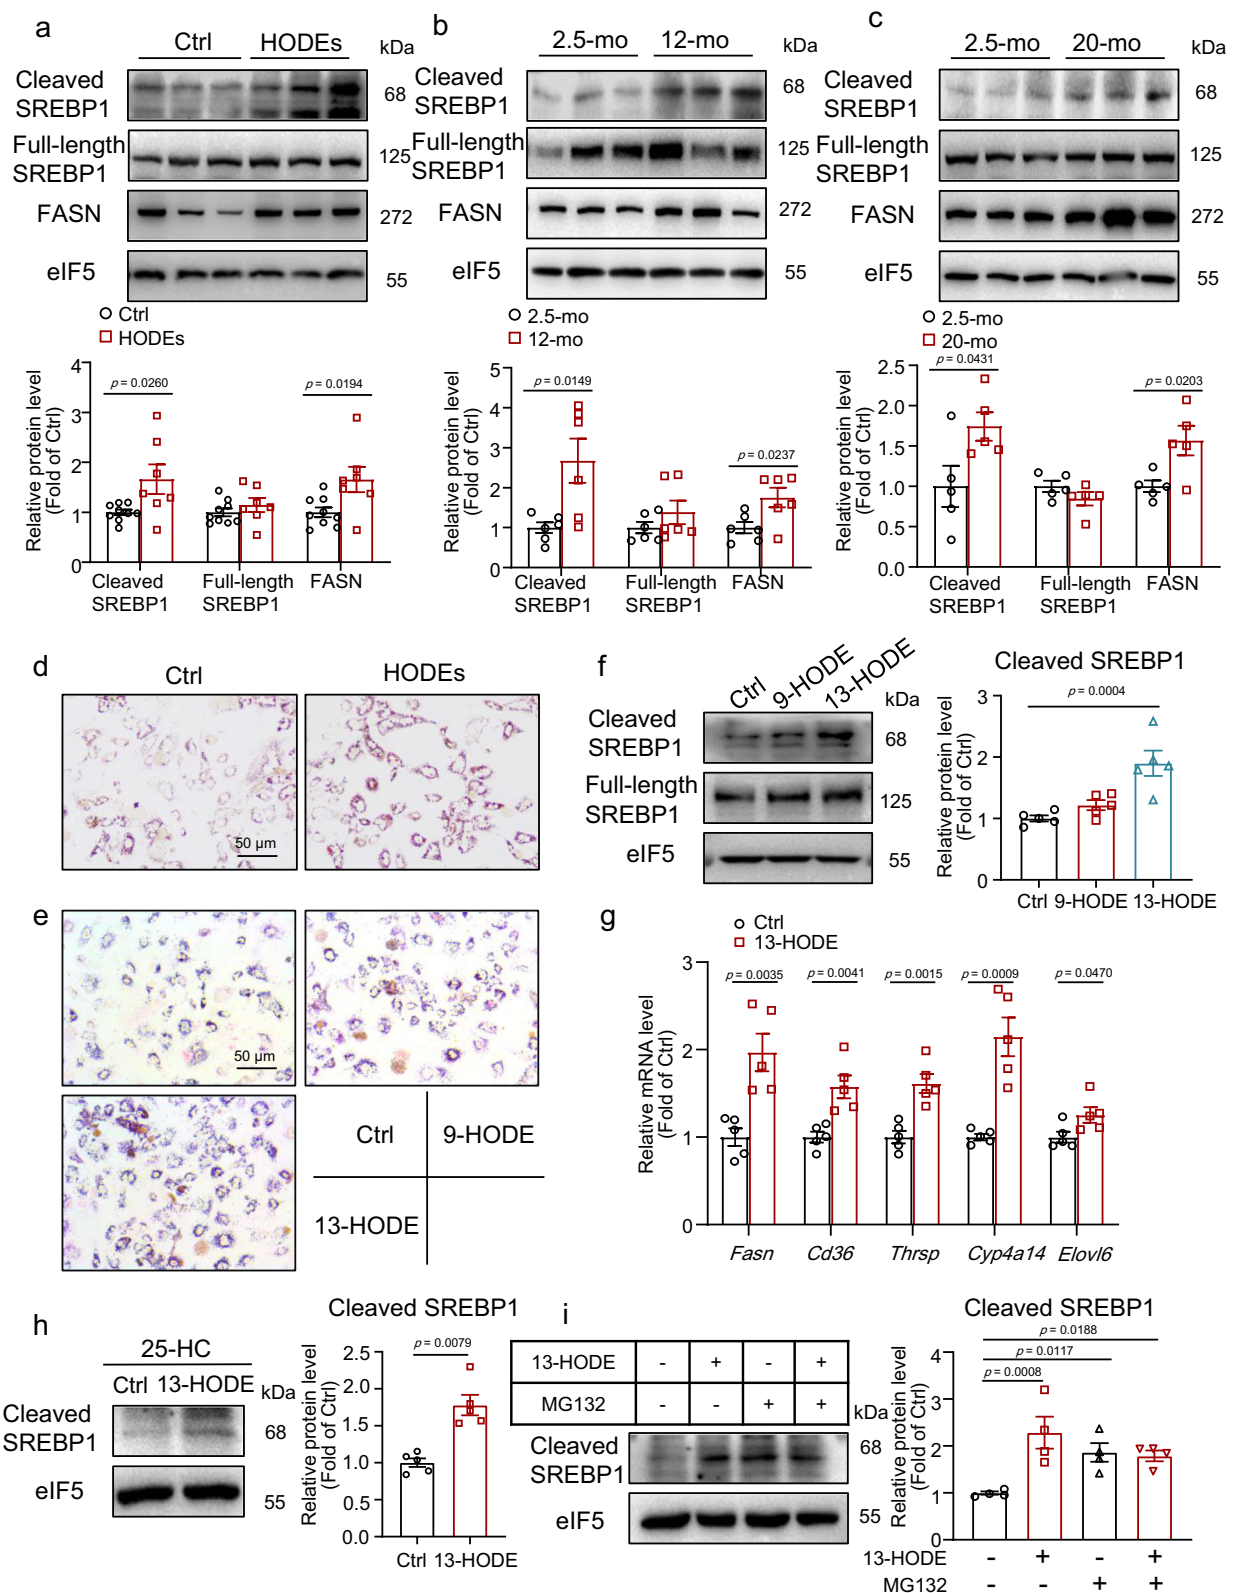 a
Ctrl HODEs kDa
Cleaved
SREBP1 68
Full-length
SREBP1 125
FASN 272
eIF5 55
Ctrl
HODEs
Relative protein level
(Fold of Ctrl)
4
3
2
1
0
p = 0.0260
p = 0.0194
Cleaved
SREBP1
Full-length
SREBP1
FASN
b
2.5-mo 12-mo kDa
Cleaved
SREBP1 68
Full-length
SREBP1 125
FASN 272
eIF5 55
2.5-mo
12-mo
Relative protein level
(Fold of Ctrl)
5
4
3
2
1
0
p = 0.0149
p = 0.0237
Cleaved
SREBP1
Full-length
SREBP1
FASN
c
2.5-mo 20-mo kDa
Cleaved
SREBP1 68
Full-length
SREBP1 125
FASN 272
eIF5 55
2.5-mo
20-mo
Relative protein level
(Fold of Ctrl)
2.5
2.0
1.5
1.0
0.5
0.0
p = 0.0431
p = 0.0203
Cleaved
SREBP1
Full-length
SREBP1
FASN
d
Ctrl HODEs
50 µm
e
50 µm
Ctrl 9-HODE
13-HODE
f
Ctrl 9-HODE 13-HODE kDa
Cleaved
SREBP1 68
Full-length
SREBP1 125
eIF5 55
Cleaved SREBP1
Relative protein level
(Fold of Ctrl)
3
2
1
0
p = 0.0004
Ctrl 9-HODE 13-HODE
g
Ctrl
13-HODE
Relative mRNA level
(Fold of Ctrl)
3
2
1
0
p = 0.0035 p = 0.0041 p = 0.0015 p = 0.0009 p = 0.0470
Fasn Cd36 Thrsp Cyp4a14 Elovl6
h
25-HC
Ctrl 13-HODE kDa
Cleaved
SREBP1 68
eIF5 55
Cleaved SREBP1
Relative protein level
(Fold of Ctrl)
2.5
2.0
1.5
1.0
0.5
0.0
p = 0.0079
Ctrl 13-HODE
i
13-HODE - + - +
MG132 - - + +
kDa
Cleaved
SREBP1 68
eIF5 55
Cleaved SREBP1
Relative protein level
(Fold of Ctrl)
4
3
2
1
0
p = 0.0188
p = 0.0117
p = 0.0008
13-HODE - + - +
MG132 - - + +